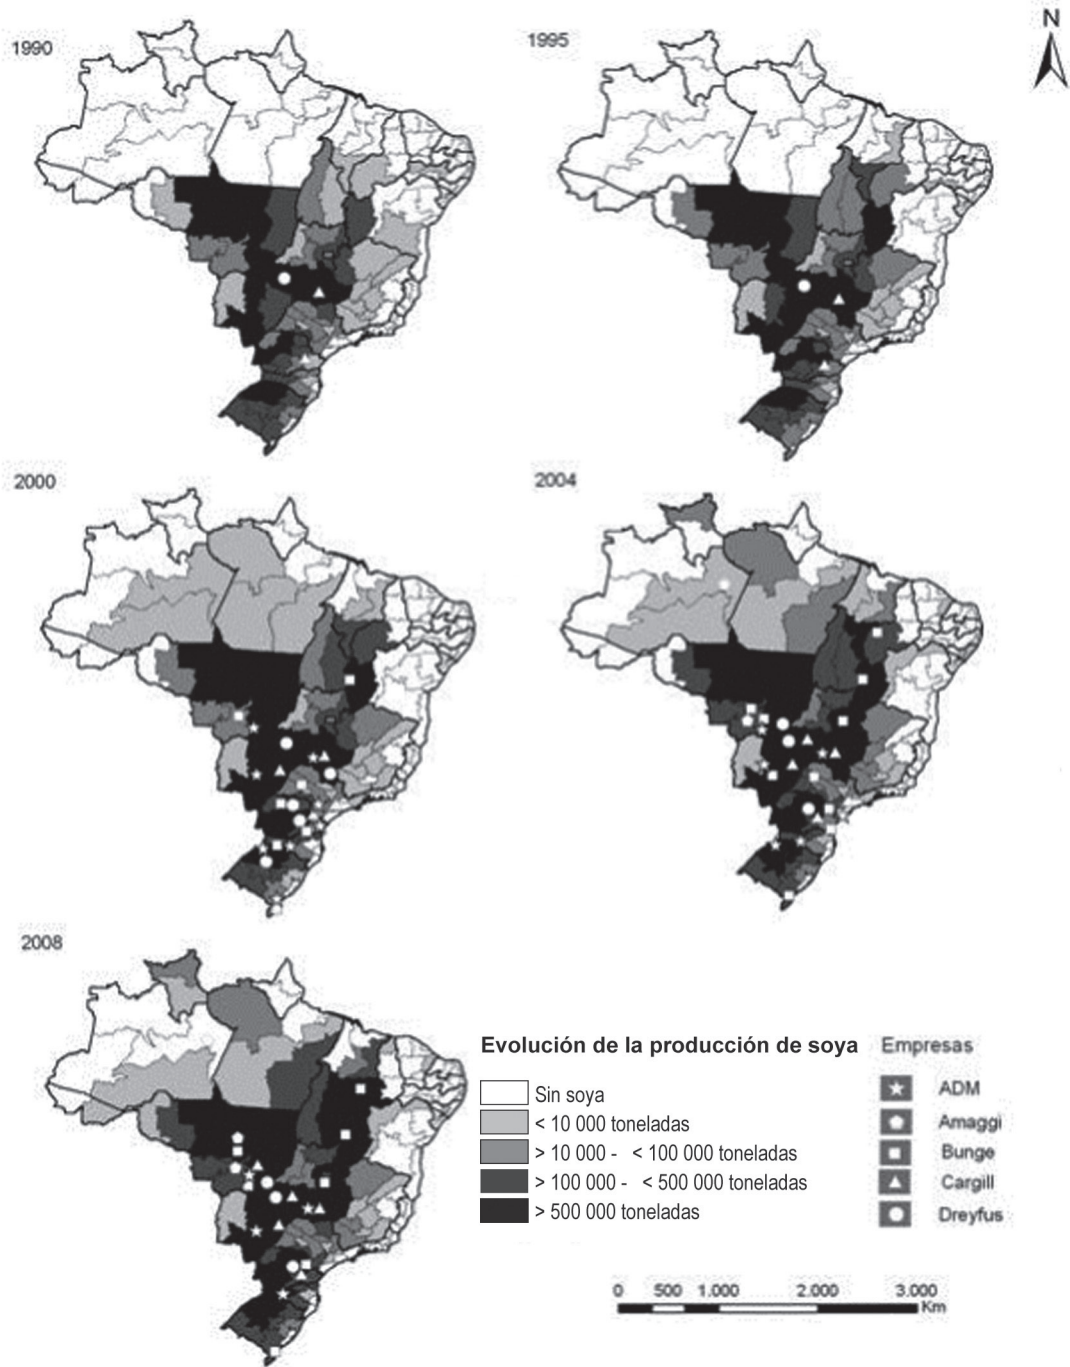 1990
1995
N
2000
2004
2008
Evolución de la producción de soya
Sin soya
< 10 000 toneladas
> 10 000 - < 100 000 toneladas
> 100 000 - < 500 000 toneladas
> 500 000 toneladas
Empresas
ADM
Amaggi
Bunge
Cargill
Dreyfus
0 500 1.000 2.000 3.000
Km